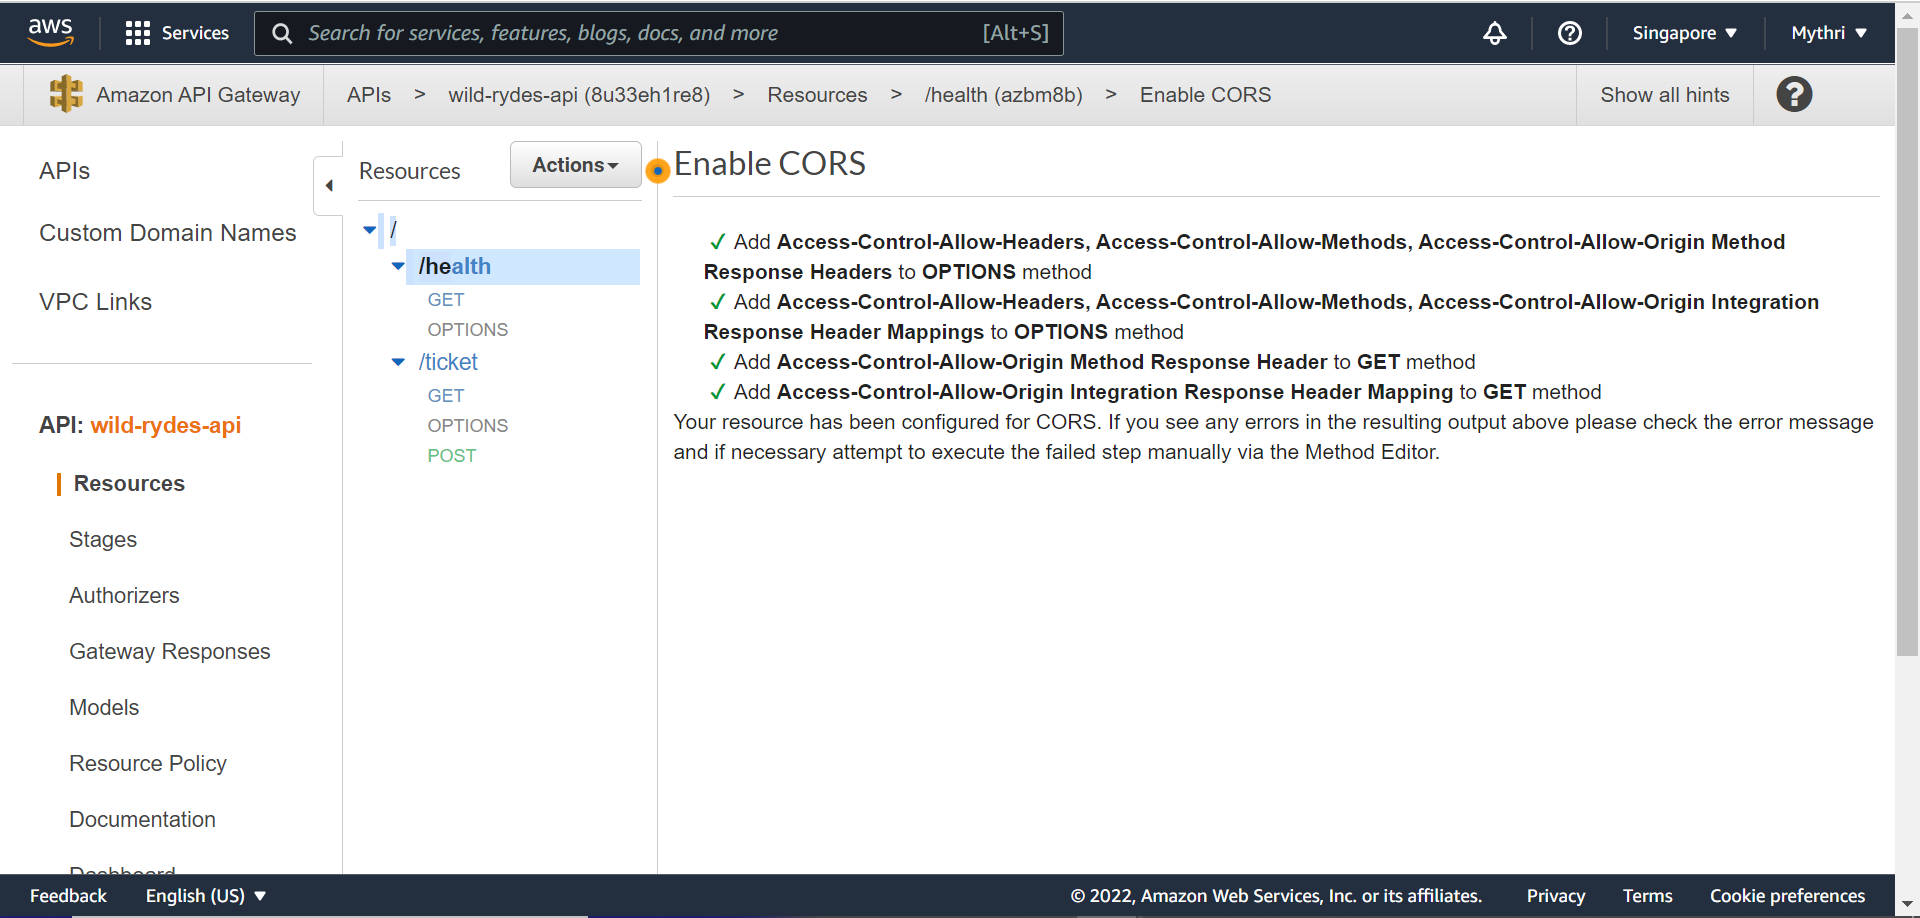 aws
Services
Search for services, features, blogs, docs, and more
[Alt+S]
Singapore
Mythri
Amazon API Gateway
APIs > wild-rydes-api (8u33eh1re8) > Resources > /health (azbm8b) > Enable CORS
Show all hints
?
APIs
Custom Domain Names
VPC Links
API: wild-rydes-api
Resources
Stages
Authorizers
Gateway Responses
Models
Resource Policy
Documentation
Dashboard
Resources
Actions
/
/health
GET
OPTIONS
/ticket
GET
OPTIONS
POST
Enable CORS
✓ Add Access-Control-Allow-Headers, Access-Control-Allow-Methods, Access-Control-Allow-Origin Method
Response Headers to OPTIONS method
✓ Add Access-Control-Allow-Headers, Access-Control-Allow-Methods, Access-Control-Allow-Origin Integration
Response Header Mappings to OPTIONS method
✓ Add Access-Control-Allow-Origin Method Response Header to GET method
✓ Add Access-Control-Allow-Origin Integration Response Header Mapping to GET method
Your resource has been configured for CORS. If you see any errors in the resulting output above please check the error message
and if necessary attempt to execute the failed step manually via the Method Editor.
Feedback
English (US)
© 2022, Amazon Web Services, Inc. or its affiliates.
Privacy
Terms
Cookie preferences